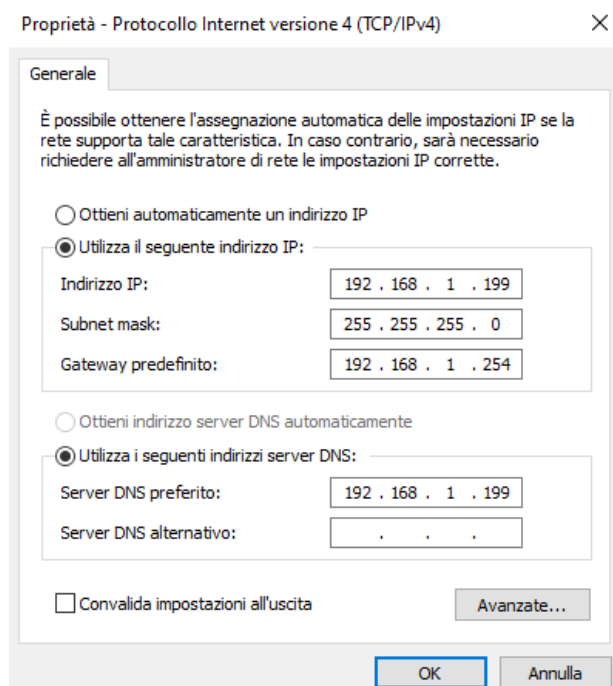 Proprietà - Protocollo Internet versione 4 (TCP/IPv4)
Generale
È possibile ottenere l'assegnazione automatica delle impostazioni IP se la
rete supporta tale caratteristica. In caso contrario, sarà necessario
richiedere all'amministratore di rete le impostazioni IP corrette.
Ottieni automaticamente un indirizzo IP
Utilizza il seguente indirizzo IP:
Indirizzo IP: 192 . 168 . 1 . 199
Subnet mask: 255 . 255 . 255 . 0
Gateway predefinito: 192 . 168 . 1 . 254
Ottieni indirizzo server DNS automaticamente
Utilizza i seguenti indirizzi server DNS:
Server DNS preferito: 192 . 168 . 1 . 199
Server DNS alternativo: . . .
Convalida impostazioni all'uscita Avanzate...
OK Annulla